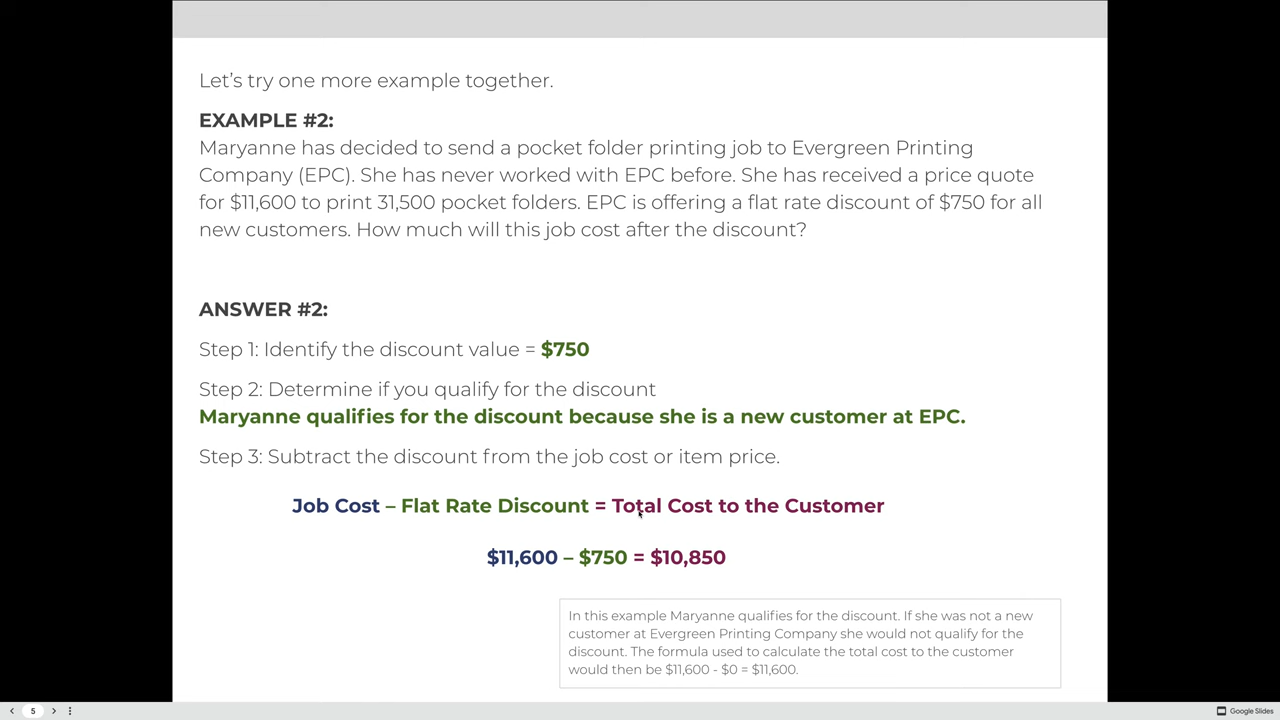 Let's try one more example together.
EXAMPLE #2:
Maryanne has decided to send a pocket folder printing job to Evergreen Printing
Company (EPC). She has never worked with EPC before. She has received a price quote
for $11,600 to print 31,500 pocket folders. EPC is offering a flat rate discount of $750 for all
new customers. How much will this job cost after the discount?
ANSWER #2:
Step 1: Identify the discount value = $750
Step 2: Determine if you qualify for the discount
Maryanne qualifies for the discount because she is a new customer at EPC.
Step 3: Subtract the discount from the job cost or item price.
Job Cost – Flat Rate Discount = Total Cost to the Customer
$11,600 – $750 = $10,850
In this example Maryanne qualifies for the discount. If she was not a new
customer at Evergreen Printing Company she would not qualify for the
discount. The formula used to calculate the total cost to the customer
would then be $11,600 - $0 = $11,600.
5
Google Slides